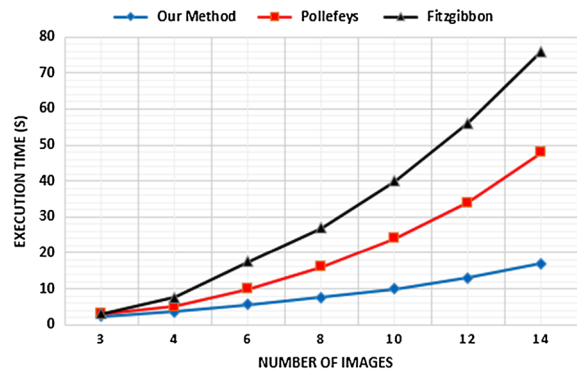 Our Method
Pollefeys
Fitzgibbon
EXECUTION TIME (S)
80
70
60
50
40
30
20
10
0
3 4 6 8 10 12 14
NUMBER OF IMAGES